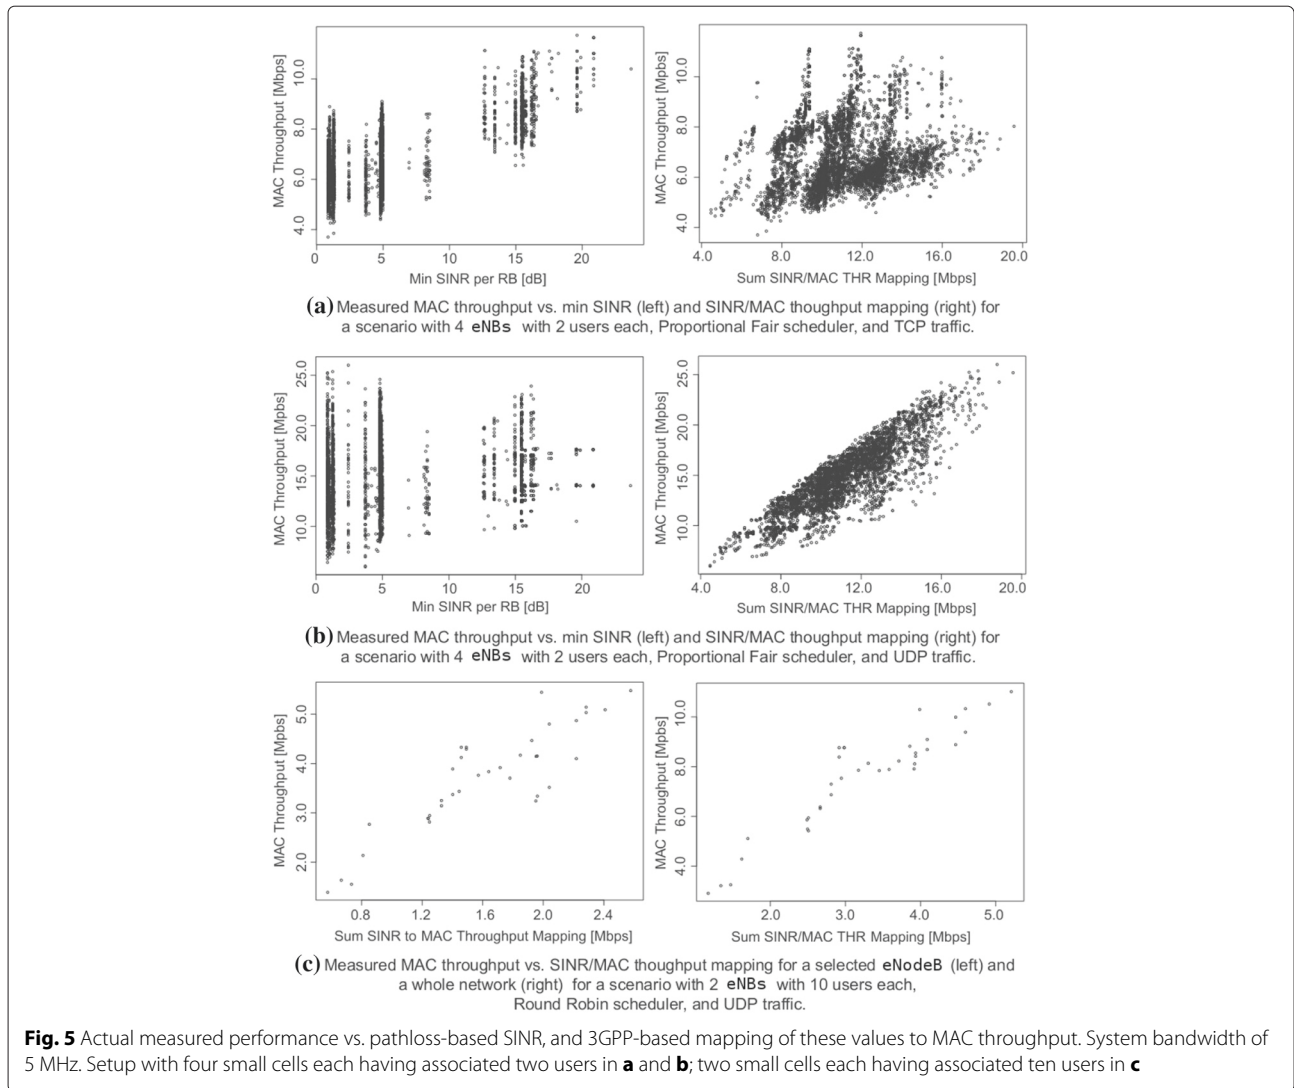 MAC Throughput [Mbps]
10.0
8.0
6.0
4.0
0 5 10 15 20
Min SINR per RB [dB]
MAC Throughput [Mpbs]
10.0
8.0
6.0
4.0
4.0 8.0 12.0 16.0 20.0
Sum SINR/MAC THR Mapping [Mbps]
(a) Measured MAC throughput vs. min SINR (left) and SINR/MAC thoughput mapping (right) for
a scenario with 4 eNBs with 2 users each, Proportional Fair scheduler, and TCP traffic.
MAC Throughput [Mpbs]
25.0
20.0
15.0
10.0
0 5 10 15 20
Min SINR per RB [dB]
MAC Throughput [Mpbs]
25.0
20.0
15.0
10.0
4.0 8.0 12.0 16.0 20.0
Sum SINR/MAC THR Mapping [Mbps]
(b) Measured MAC throughput vs. min SINR (left) and SINR/MAC thoughput mapping (right) for
a scenario with 4 eNBs with 2 users each, Proportional Fair scheduler, and UDP traffic.
MAC Throughput [Mpbs]
5.0
4.0
3.0
2.0
0.8 1.2 1.6 2.0 2.4
Sum SINR to MAC Throughput Mapping [Mbps]
MAC Throughput [Mpbs]
10.0
8.0
6.0
4.0
2.0 3.0 4.0 5.0
Sum SINR/MAC THR Mapping [Mbps]
(c) Measured MAC throughput vs. SINR/MAC thoughput mapping for a selected eNodeB (left) and
a whole network (right) for a scenario with 2 eNBs with 10 users each,
Round Robin scheduler, and UDP traffic.
Fig. 5 Actual measured performance vs. pathloss-based SINR, and 3GPP-based mapping of these values to MAC throughput. System bandwidth of
5 MHz. Setup with four small cells each having associated two users in a and b; two small cells each having associated ten users in c